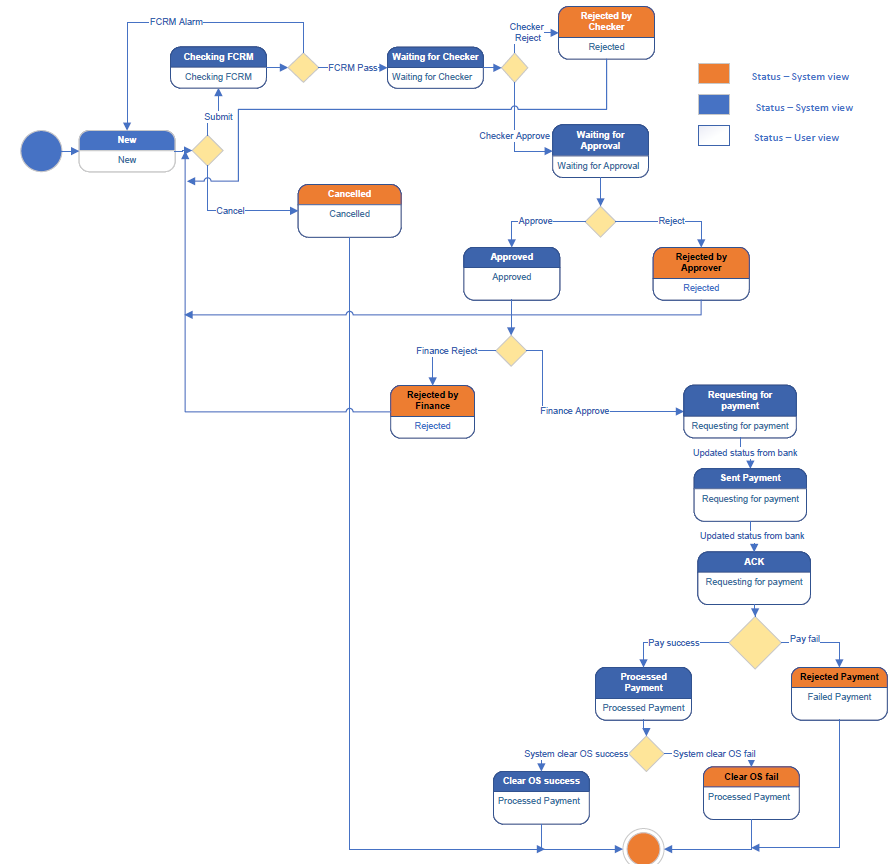 FCRM Alarm
Checker
Reject
Rejected by
Checker
Rejected
Checking FCRM
Checking FCRM
FCRM Pass
Waiting for Checker
Waiting for Checker
Status – System view
Status – System view
Status – User view
Submit
New
New
Checker Approve
Waiting for
Approval
Waiting for Approval
Cancel
Cancelled
Cancelled
Approve
Reject
Approved
Approved
Rejected by
Approver
Rejected
Finance Reject
Rejected by
Finance
Rejected
Finance Approve
Requesting for
payment
Requesting for payment
Updated status from bank
Sent Payment
Requesting for payment
Updated status from bank
ACK
Requesting for payment
Pay success
Pay fail
Processed
Payment
Processed Payment
Rejected Payment
Failed Payment
System clear OS success
System clear OS fail
Clear OS success
Processed Payment
Clear OS fail
Processed Payment